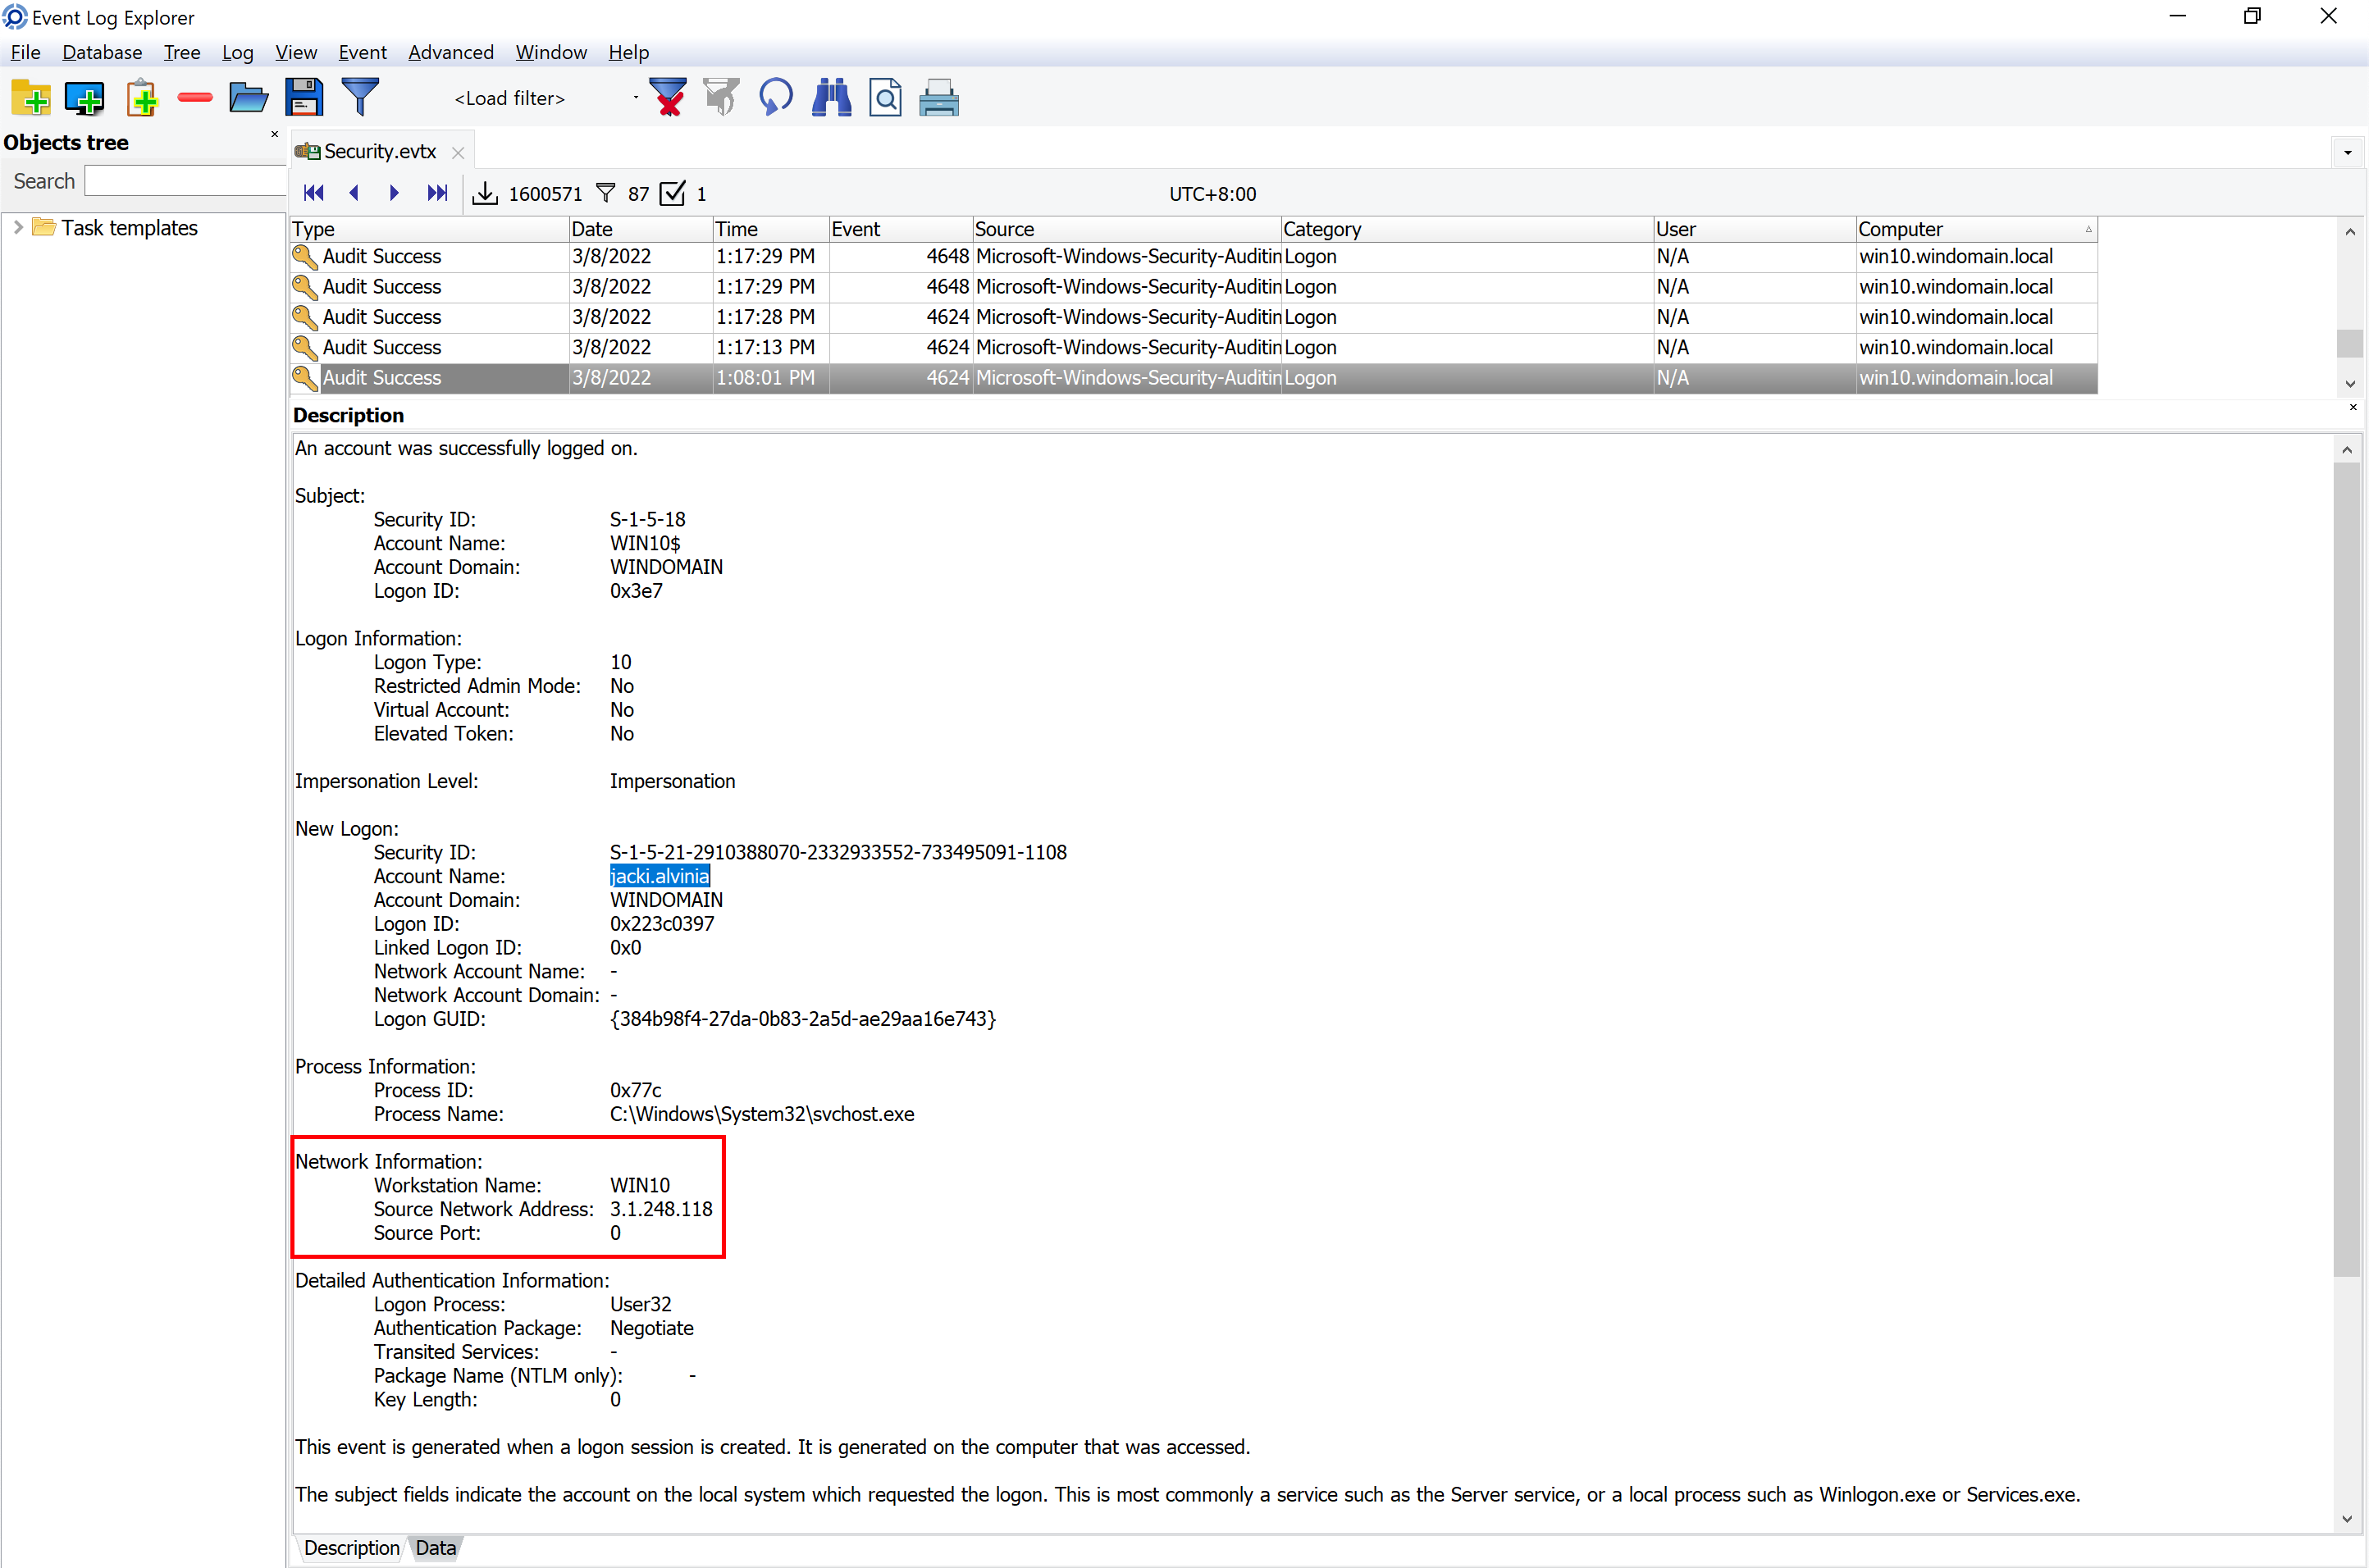 Event Log Explorer
File Database Tree Log View Event Advanced Window Help
<Load filter>
Objects tree
Search
Task templates
Security.evtx
1600571 87 1 UTC+8:00
Type Date Time Event Source Category User Computer
Audit Success 3/8/2022 1:17:29 PM 4648 Microsoft-Windows-Security-Auditin Logon N/A win10.windomain.local
Audit Success 3/8/2022 1:17:29 PM 4648 Microsoft-Windows-Security-Auditin Logon N/A win10.windomain.local
Audit Success 3/8/2022 1:17:28 PM 4624 Microsoft-Windows-Security-Auditin Logon N/A win10.windomain.local
Audit Success 3/8/2022 1:17:13 PM 4624 Microsoft-Windows-Security-Auditin Logon N/A win10.windomain.local
Audit Success 3/8/2022 1:08:01 PM 4624 Microsoft-Windows-Security-Auditin Logon N/A win10.windomain.local
Description
An account was successfully logged on.
Subject:
Security ID: S-1-5-18
Account Name: WIN10$
Account Domain: WINDOMAIN
Logon ID: 0x3e7
Logon Information:
Logon Type: 10
Restricted Admin Mode: No
Virtual Account: No
Elevated Token: No
Impersonation Level: Impersonation
New Logon:
Security ID: S-1-5-21-2910388070-2332933552-733495091-1108
Account Name: jacki.alvinia
Account Domain: WINDOMAIN
Logon ID: 0x223c0397
Linked Logon ID: 0x0
Network Account Name: -
Network Account Domain: -
Logon GUID: {384b98f4-27da-0b83-2a5d-ae29aa16e743}
Process Information:
Process ID: 0x77c
Process Name: C:\Windows\System32\svchost.exe
Network Information:
Workstation Name: WIN10
Source Network Address: 3.1.248.118
Source Port: 0
Detailed Authentication Information:
Logon Process: User32
Authentication Package: Negotiate
Transited Services: -
Package Name (NTLM only): -
Key Length: 0
This event is generated when a logon session is created. It is generated on the computer that was accessed.
The subject fields indicate the account on the local system which requested the logon. This is most commonly a service such as the Server service, or a local process such as Winlogon.exe or Services.exe.
Description Data